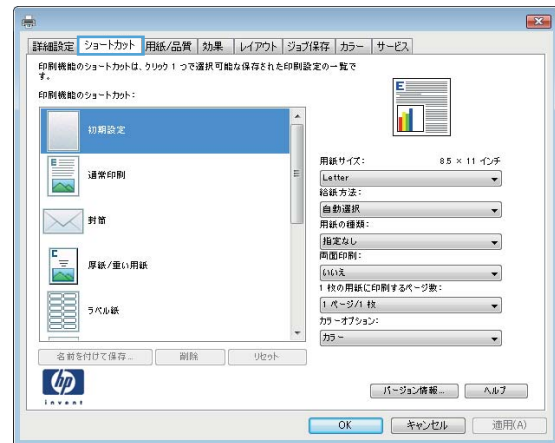 詳細設定 ショートカット 用紙/品質 効果 レイアウト ジョブ保存 カラー サービス
印刷機能のショートカットは、クリック 1 つで選択可能な保存された印刷設定の一覧で
す。
印刷機能のショートカット:
初期設定
通常印刷
封筒
厚紙/重い用紙
ラベル紙
名前を付けて保存... 削除 リセット
E
用紙サイズ: 8.5 × 11 インチ
Letter
給紙方法:
自動選択
用紙の種類:
指定なし
両面印刷:
いいえ
1 枚の用紙に印刷するページ数:
1 ページ/1 枚
カラーオプション:
カラー
hp
invent
バージョン情報... ヘルプ
OK キャンセル 適用(A)